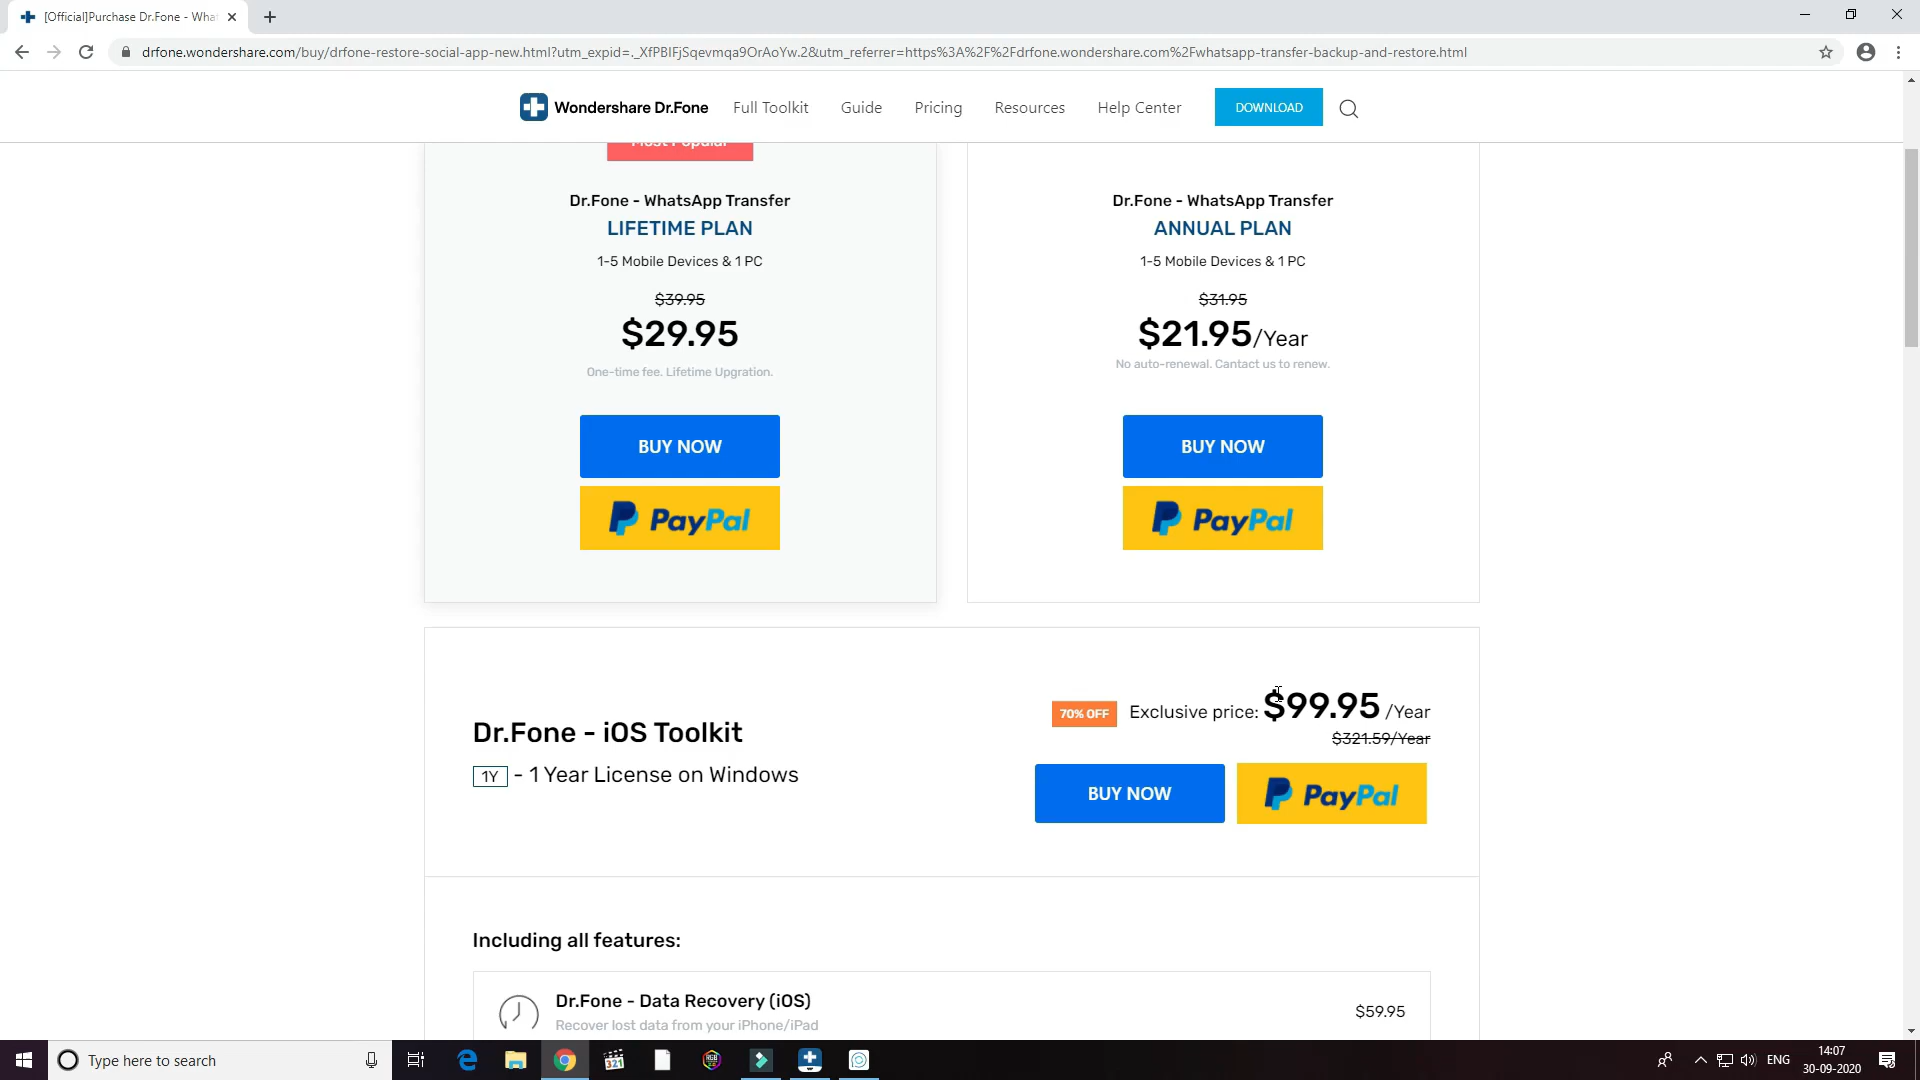 [Official]Purchase Dr.Fone - Wha
drfone.wondershare.com/buy/drfone-restore-social-app-new.html?utm_expid=._XfPBIFjSqevmqa9OrAoYw.2&utm_referrer=https%3A%2F%2Fdrfone.wondershare.com%2Fwhatsapp-transfer-backup-and-restore.html
Wondershare Dr.Fone Full Toolkit Guide Pricing Resources Help Center DOWNLOAD
Most Popular
Dr.Fone - WhatsApp Transfer
LIFETIME PLAN
1-5 Mobile Devices & 1 PC
$39.95
$29.95
One-time fee. Lifetime Upgration.
BUY NOW
PayPal
Dr.Fone - WhatsApp Transfer
ANNUAL PLAN
1-5 Mobile Devices & 1 PC
$31.95
$21.95/Year
No auto-renewal. Cantact us to renew.
BUY NOW
PayPal
Dr.Fone - iOS Toolkit
1Y - 1 Year License on Windows
70% OFF Exclusive price: $99.95 /Year
$321.59/Year
BUY NOW PayPal
Including all features:
Dr.Fone - Data Recovery (iOS)
Recover lost data from your iPhone/iPad
$59.95
Type here to search
321
RGB
ENG
14:07
30-09-2020